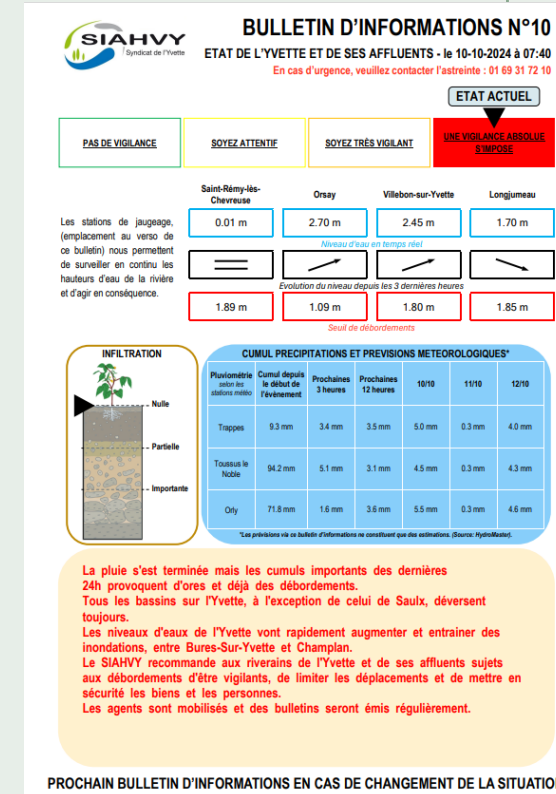 SIAHVY
Syndicat de l'Yvette
BULLETIN D'INFORMATIONS N°10
ETAT DE L'YVETTE ET DE SES AFFLUENTS - le 10-10-2024 à 07:40
En cas d'urgence, veuillez contacter l'astreinte : 01 69 31 72 10
ETAT ACTUEL
PAS DE VIGILANCE
SOYEZ ATTENTIF
SOYEZ TRÈS VIGILANT
UNE VIGILANCE ABSOLUE
S'IMPOSE
Saint-Rémy-lès-
Chevreuse
Orsay
Villebon-sur-Yvette
Longjumeau
Les stations de jaugeage,
(emplacement au verso de
ce bulletin) nous permettent
de surveiller en continu les
hauteurs d'eau de la rivière
et d'agir en conséquence.
0.01 m
2.70 m
2.45 m
1.70 m
Niveau d'eau en temps réel
Evolution du niveau depuis les 3 dernières heures
1.89 m
1.09 m
1.80 m
1.85 m
Seuil de débordements
INFILTRATION
Nulle
Partielle
Importante
CUMUL PRECIPITATIONS ET PREVISIONS METEOROLOGIQUES*
Pluviométrie
selon les
stations météo
Cumul depuis
le début de
l'évènement
Prochaines
3 heures
Prochaines
12 heures
10/10
11/10
12/10
Trappes
9.3 mm
3.4 mm
3.5 mm
5.0 mm
0.3 mm
4.0 mm
Toussus le
Noble
94.2 mm
5.1 mm
3.1 mm
4.5 mm
0.3 mm
4.3 mm
Orly
71.8 mm
1.6 mm
3.6 mm
5.5 mm
0.3 mm
4.6 mm
*Les prévisions via ce bulletin d'informations ne constituent que des estimations. (Source: HydroMaster).
La pluie s'est terminée mais les cumuls importants des dernières
24h provoquent d'ores et déjà des débordements.
Tous les bassins sur l'Yvette, à l'exception de celui de Saulx, déversent
toujours.
Les niveaux d'eaux de l'Yvette vont rapidement augmenter et entrainer des
inondations, entre Bures-Sur-Yvette et Champlan.
Le SIAHVY recommande aux riverains de l'Yvette et de ses affluents sujets
aux débordements d'être vigilants, de limiter les déplacements et de mettre en
sécurité les biens et les personnes.
Les agents sont mobilisés et des bulletins seront émis régulièrement.
PROCHAIN BULLETIN D'INFORMATIONS EN CAS DE CHANGEMENT DE LA SITUATIO